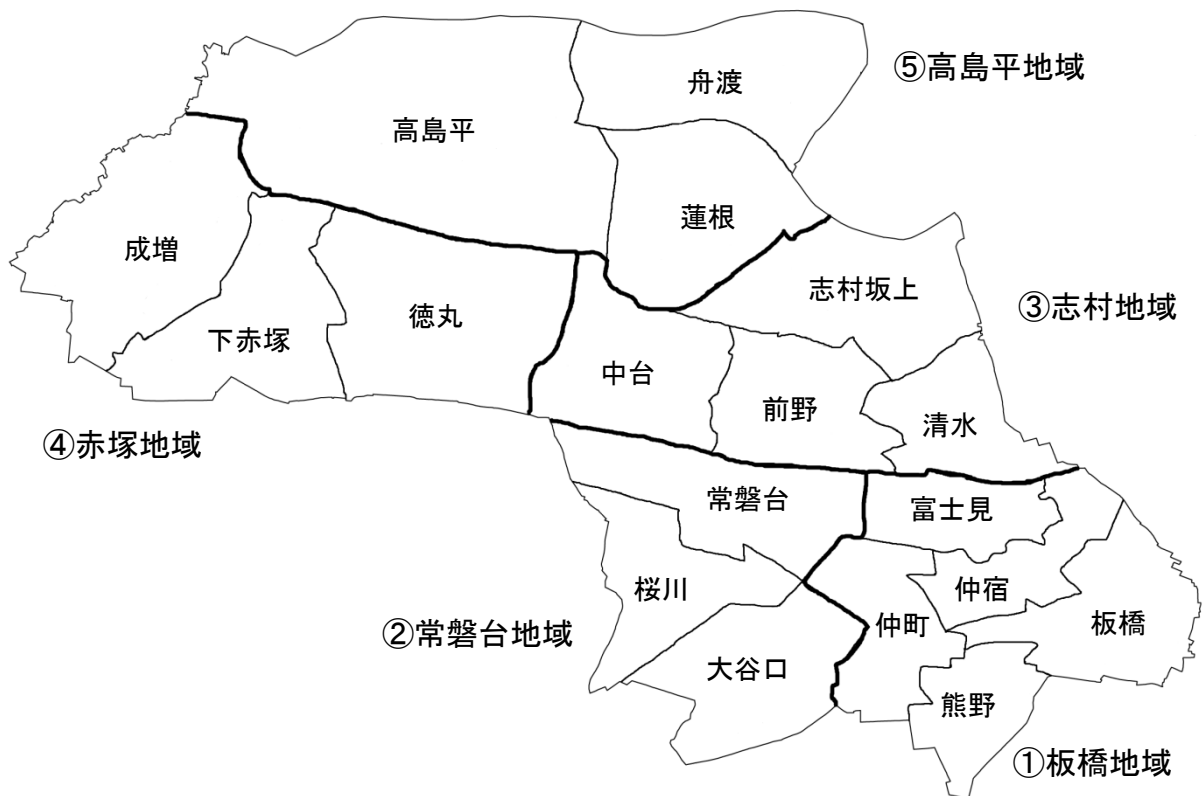 舟渡
⑤高島平地域
高島平
蓮根
成増
志村坂上
③志村地域
徳丸
下赤塚
中台
前野
清水
④赤塚地域
常磐台
富士見
桜川
仲宿
②常磐台地域
仲町
板橋
大谷口
熊野
①板橋地域